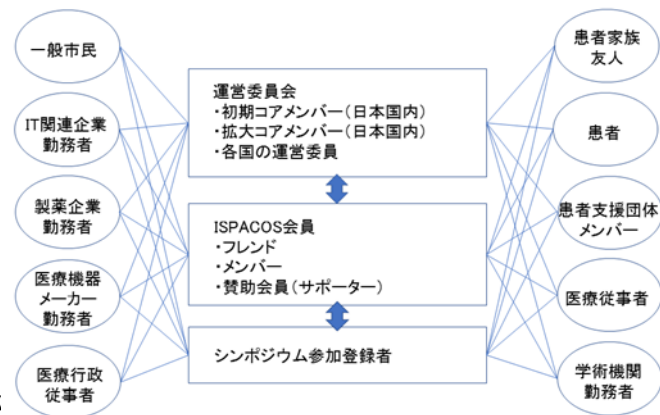 一般市民
IT関連企業
勤務者
製薬企業
勤務者
医療機器
メーカー
勤務者
医療行政
従事者
運営委員会
・初期コアメンバー（日本国内）
・拡大コアメンバー（日本国内）
・各国の運営委員
ISPACOS会員
・フレンド
・メンバー
・賛助会員（サポーター）
シンポジウム参加登録者
患者家族
友人
患者
患者支援団体
メンバー
医療従事者
学術機関
勤務者